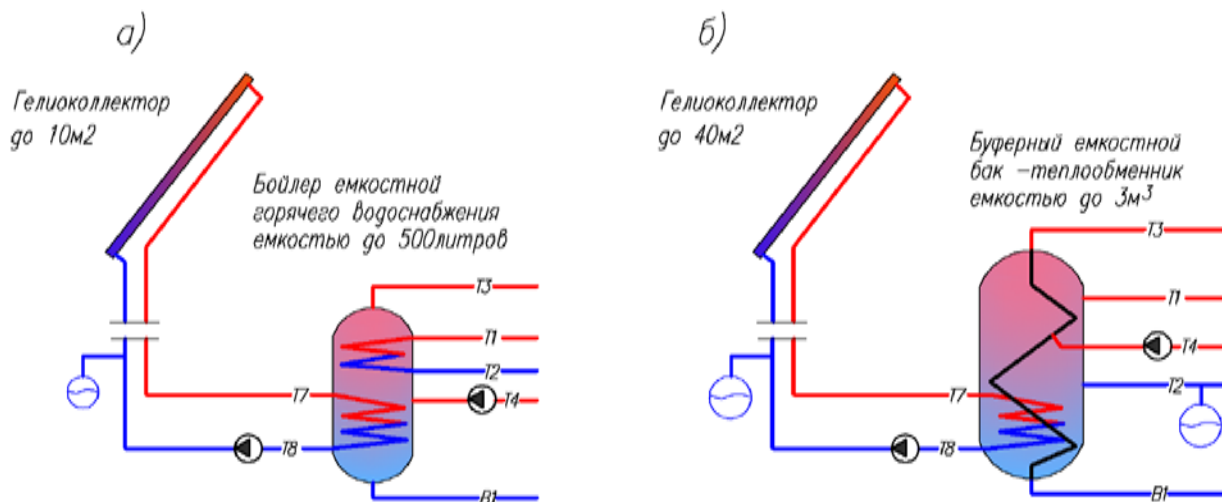 а)
Гелиоколлектор
до 10м2
Бойлер емкостной
горячего водоснабжения
емкостью до 500литров
Т3
Т1
Т2
Т7
Т4
Т8
В1
б)
Гелиоколлектор
до 40м2
Буферный емкостной
бак –теплообменник
емкостью до 3м³
Т3
Т1
Т4
Т2
Т7
Т8
В1